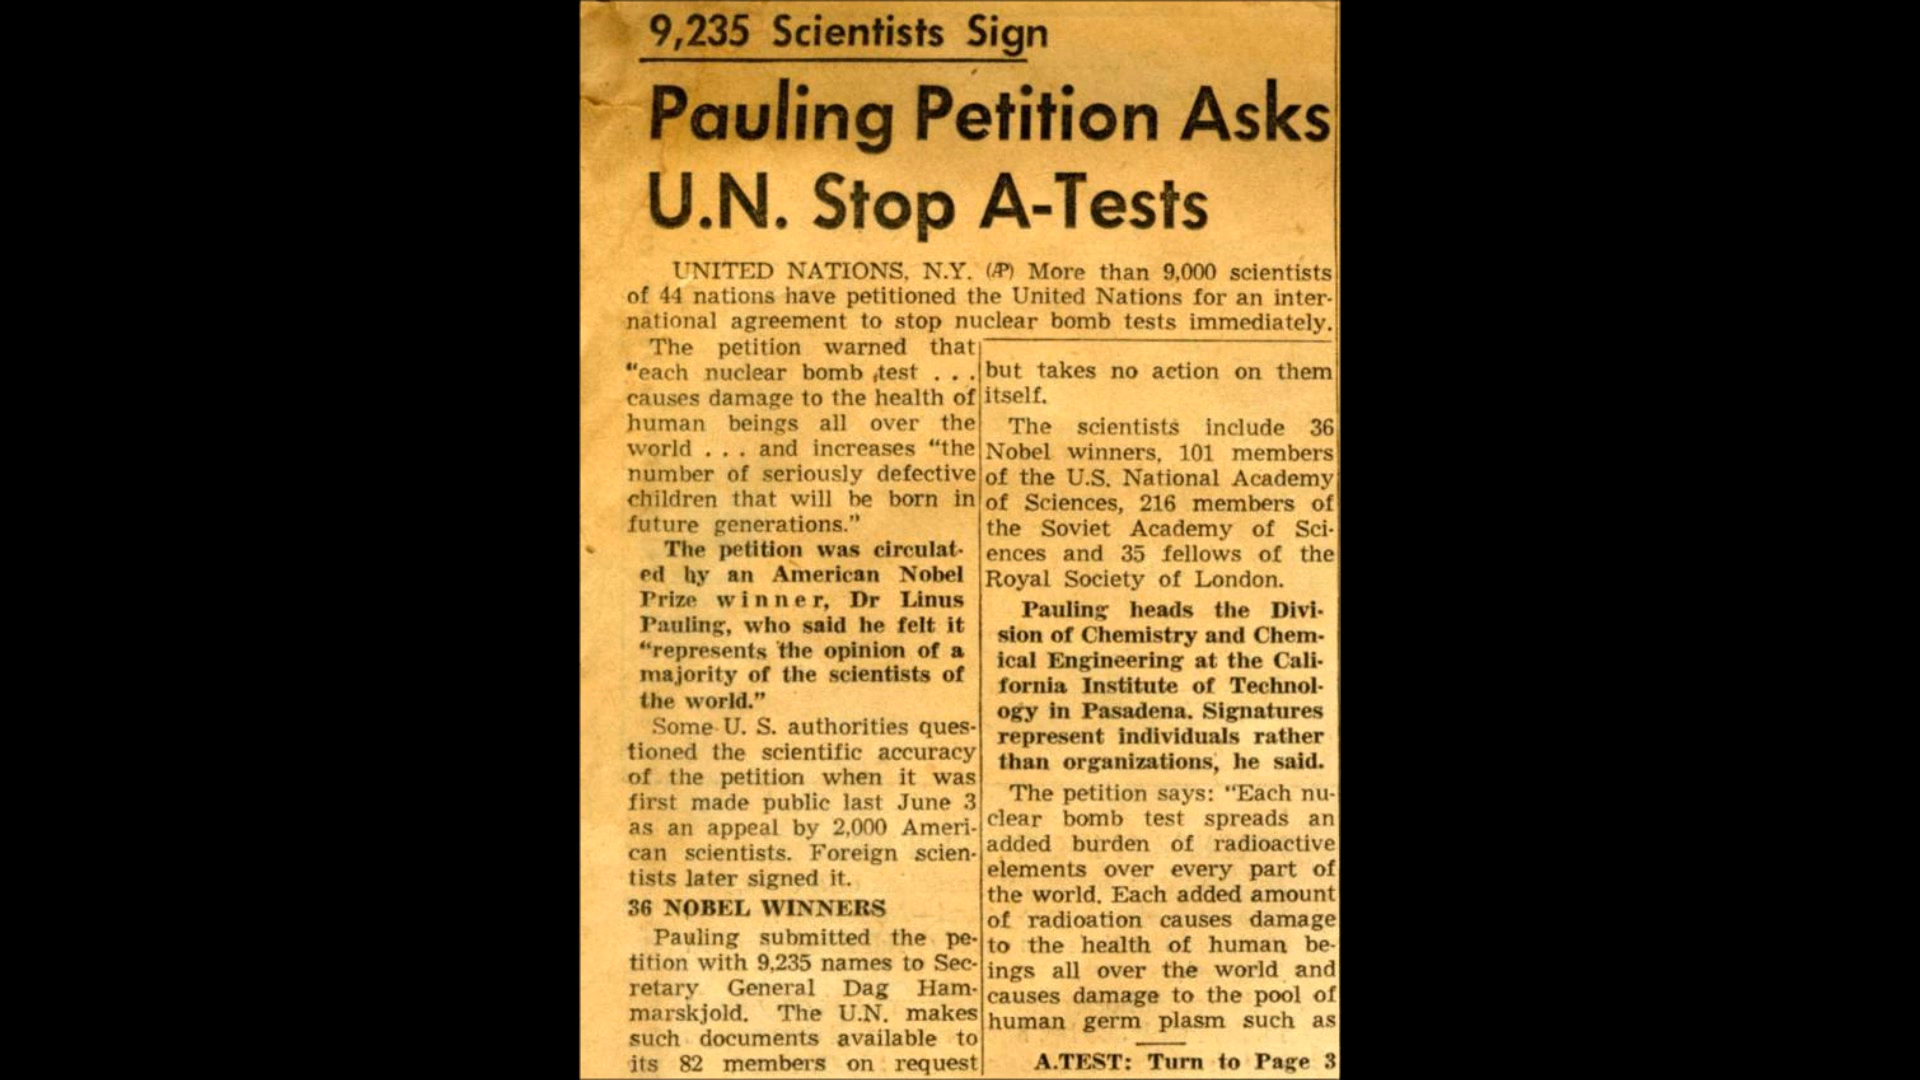 9,235 Scientists Sign
Pauling Petition Asks
U.N. Stop A-Tests
UNITED NATIONS, N.Y. (AP) More than 9,000 scientists
of 44 nations have petitioned the United Nations for an inter-
national agreement to stop nuclear bomb tests immediately.
The petition warned that
"each nuclear bomb test . . .
causes damage to the health of
human beings all over the
world . . . and increases "the
number of seriously defective
children that will be born in
future generations."
The petition was circulat-
ed by an American Nobel
Prize winner, Dr Linus
Pauling, who said he felt it
"represents the opinion of a
majority of the scientists of
the world."
Some U. S. authorities ques-
tioned the scientific accuracy
of the petition when it was
first made public last June 3
as an appeal by 2,000 Ameri-
can scientists. Foreign scien-
tists later signed it.
36 NOBEL WINNERS
Pauling submitted the pe-
tition with 9,235 names to Sec-
retary General Dag Ham-
marskjold. The U.N. makes
such documents available to
its 82 members on request
but takes no action on them
itself.
The scientists include 36
Nobel winners, 101 members
of the U.S. National Academy
of Sciences, 216 members of
the Soviet Academy of Sci-
ences and 35 fellows of the
Royal Society of London.
Pauling heads the Divi-
sion of Chemistry and Chem-
ical Engineering at the Cali-
fornia Institute of Technol-
ogy in Pasadena. Signatures
represent individuals rather
than organizations, he said.
The petition says: "Each nu-
clear bomb test spreads an
added burden of radioactive
elements over every part of
the world. Each added amount
of radioation causes damage
to the health of human be-
ings all over the world and
causes damage to the pool of
human germ plasm such as
A.TEST: Turn to Page 3